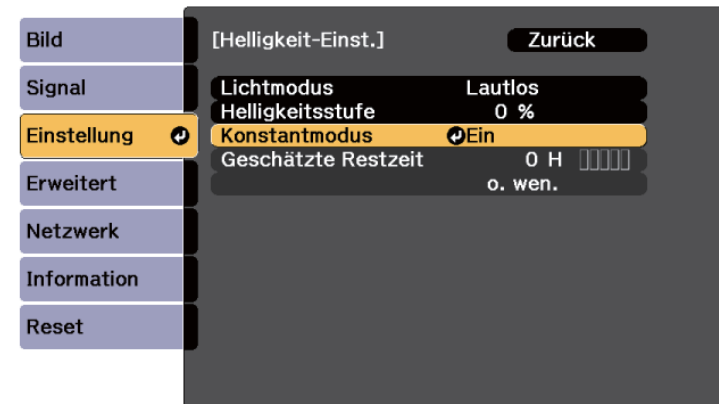 Bild
Signal
Einstellung
Erweitert
Netzwerk
Information
Reset
[Helligkeit-Einst.] Zurück
Lichtmodus Lautlos
Helligkeitsstufe 0 %
Konstantmodus Ein
Geschätzte Restzeit 0 H
o. wen.